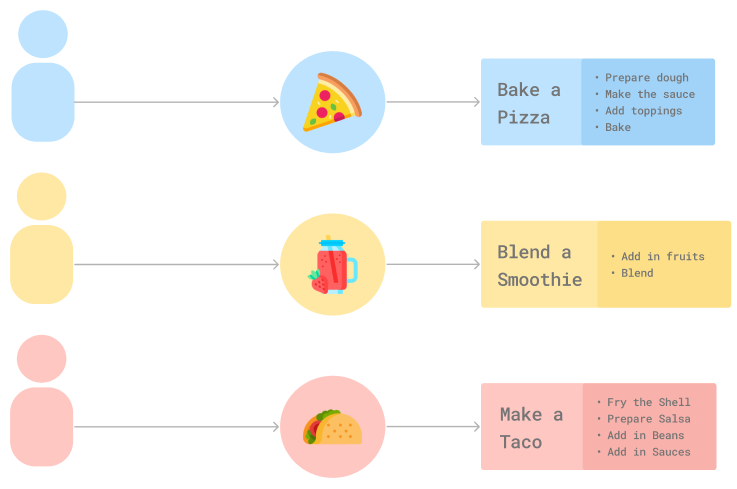 Bake a
Pizza
• Prepare dough
• Make the sauce
• Add toppings
• Bake
Blend a
Smoothie
• Add in fruits
• Blend
Make a
Taco
• Fry the Shell
• Prepare Salsa
• Add in Beans
• Add in Sauces